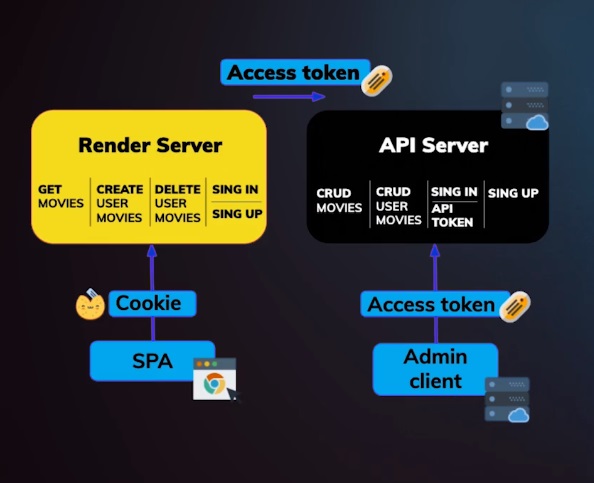 Access token
Render Server
GET
MOVIES
CREATE
USER
MOVIES
DELETE
USER
MOVIES
SING IN
SING UP
API Server
CRUD
MOVIES
CRUD
USER
MOVIES
SING IN
API
TOKEN
SING UP
Cookie
Access token
SPA
Admin
client